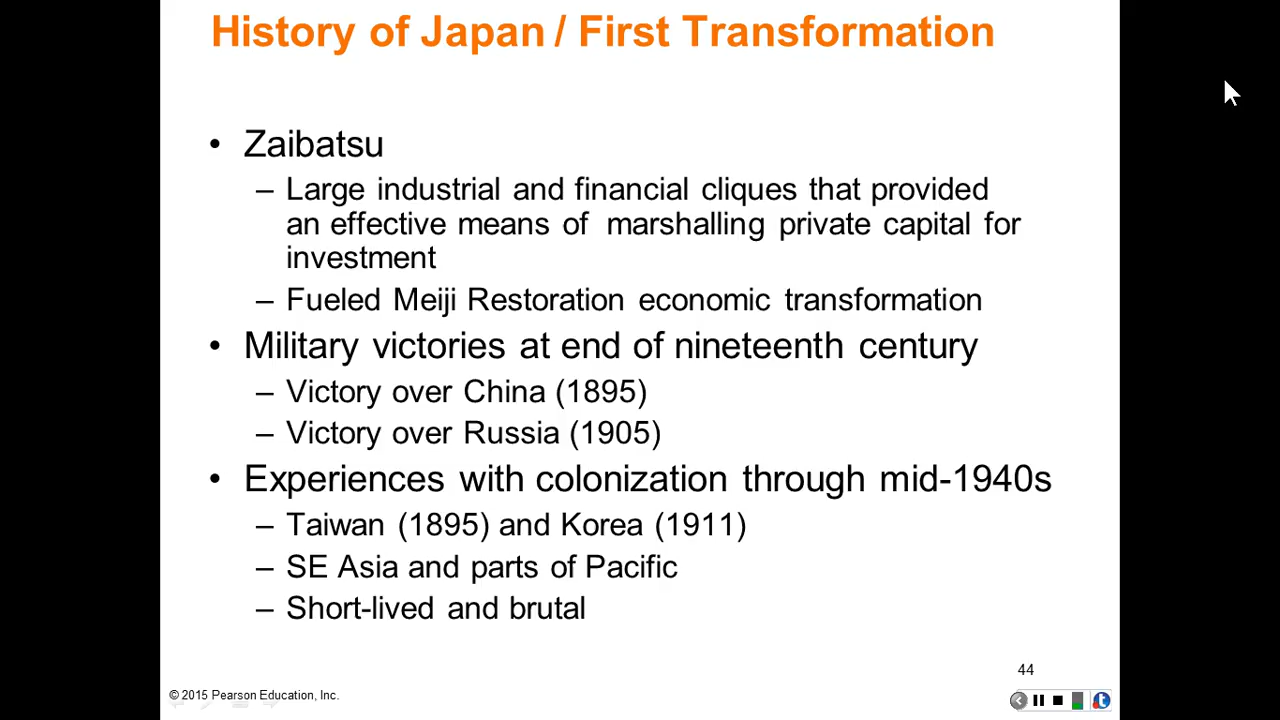 History of Japan / First Transformation
• Zaibatsu
– Large industrial and financial cliques that provided
an effective means of marshalling private capital for
investment
– Fueled Meiji Restoration economic transformation
• Military victories at end of nineteenth century
– Victory over China (1895)
– Victory over Russia (1905)
• Experiences with colonization through mid-1940s
– Taiwan (1895) and Korea (1911)
– SE Asia and parts of Pacific
– Short-lived and brutal
44
© 2015 Pearson Education, Inc.
t